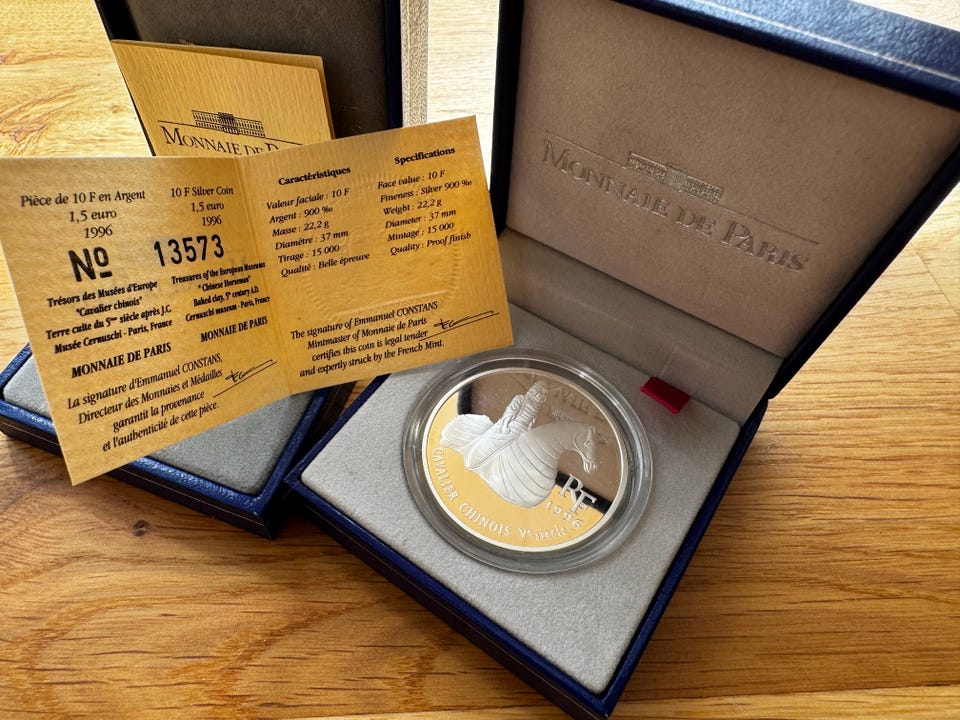 MONNAIE DE PARIS
Pièce de 10 F en Argent
1,5 euro
1996
10 F Silver Coin
1,5 euro
1996
Nº 13573
Trésors des Musées d'Europe
"Cavalier chinois"
Terre cuite du 5ème siècle après J.C.
Musée Cernuschi - Paris, France
MONNAIE DE PARIS
Treasures of the European Museums
"Chinese Horseman"
Baked clay, 5th century A.D.
Cernuschi museum - Paris, France
MONNAIE DE PARIS
La signature d'Emmanuel CONSTANS,
Directeur des Monnaies et Médailles
garantit la provenance
et l'authenticité de cette pièce.
Caractéristiques
Valeur faciale : 10 F
Argent : 900 ‰
Masse : 22,2 g
Diamètre : 37 mm
Tirage : 15 000
Qualité : Belle épreuve
Specifications
Face value : 10 F
Fineness : Silver 900 ‰
Weight : 22,2 g
Diameter : 37 mm
Mintage : 15 000
Quality : Proof finish
The signature of Emmanuel CONSTANS
Mintmaster of Monnaie de Paris
certifies this coin is legal tender
and expertly struck by the French Mint.
MONNAIE DE PARIS
CAVALIER CHINOIS Ve siècle
RF
1996